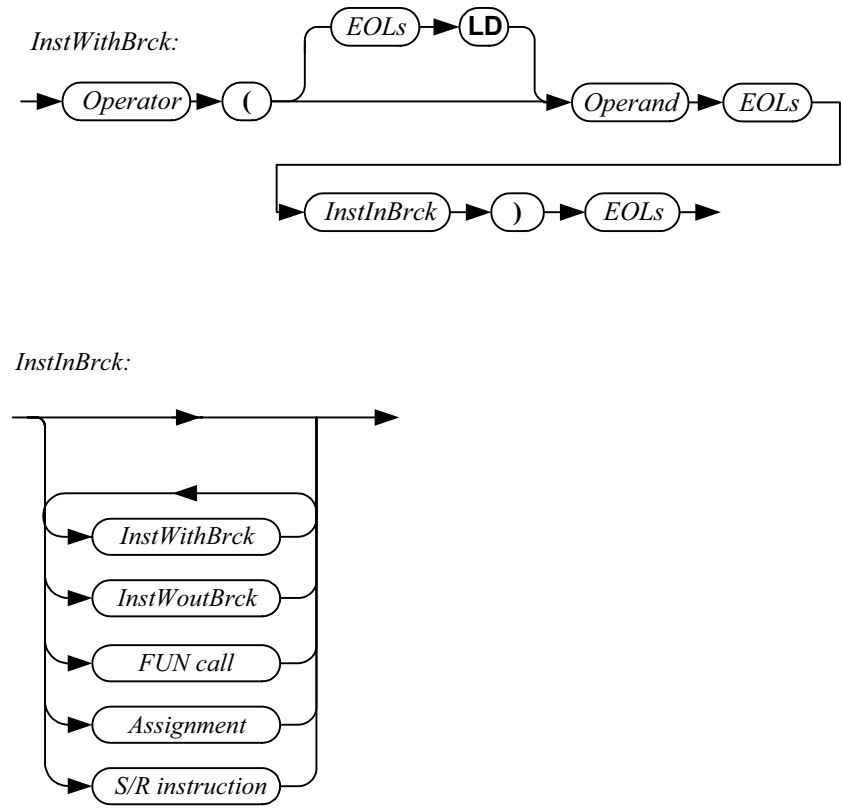 InstWithBrck:
EOLs LD
Operator ( Operand EOLs
InstInBrck ) EOLs
InstInBrck:
InstWithBrck
InstWoutBrck
FUN call
Assignment
S/R instruction